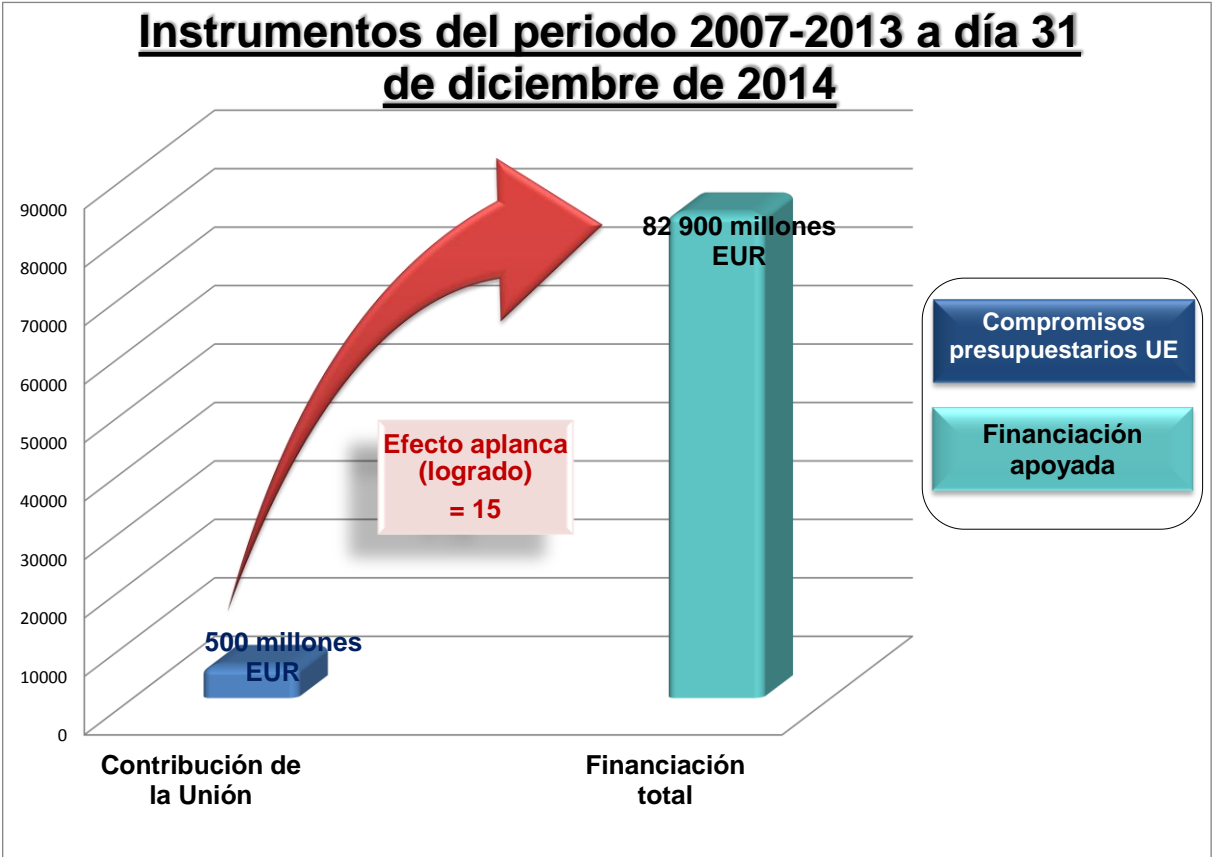 Instrumentos del periodo 2007-2013 a día 31
de diciembre de 2014
90000
80000
70000
60000
50000
40000
30000
20000
10000
0
82 900 millones
EUR
Efecto aplanca
(logrado)
= 15
500 millones
EUR
Contribución de
la Unión
Financiación
total
Compromisos
presupuestarios UE
Financiación
apoyada